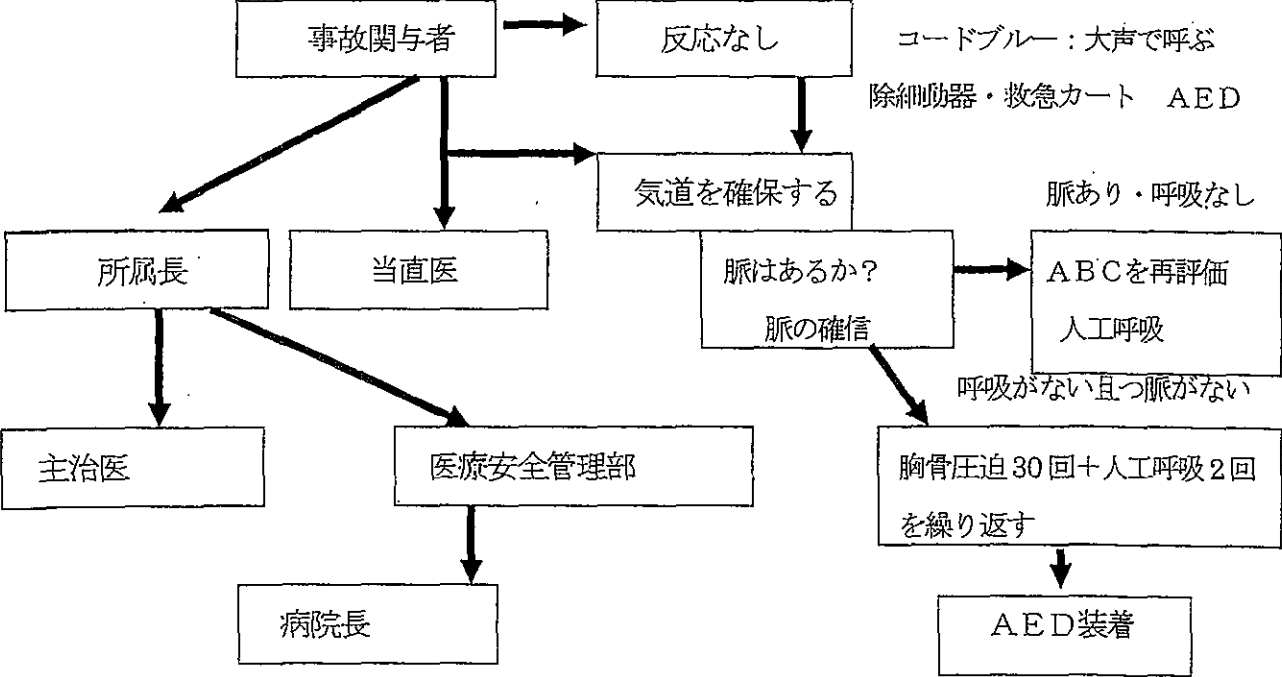 事故関与者
反応なし
コードブルー：大声で呼ぶ
除細動器・救急カート　ＡＥＤ
気道を確保する
脈あり・呼吸なし
所属長
当直医
脈はあるか？
脈の確信
ＡＢＣを再評価
人工呼吸
呼吸がない且つ脈がない
主治医
医療安全管理部
胸骨圧迫30回＋人工呼吸2回
を繰り返す
病院長
ＡＥＤ装着